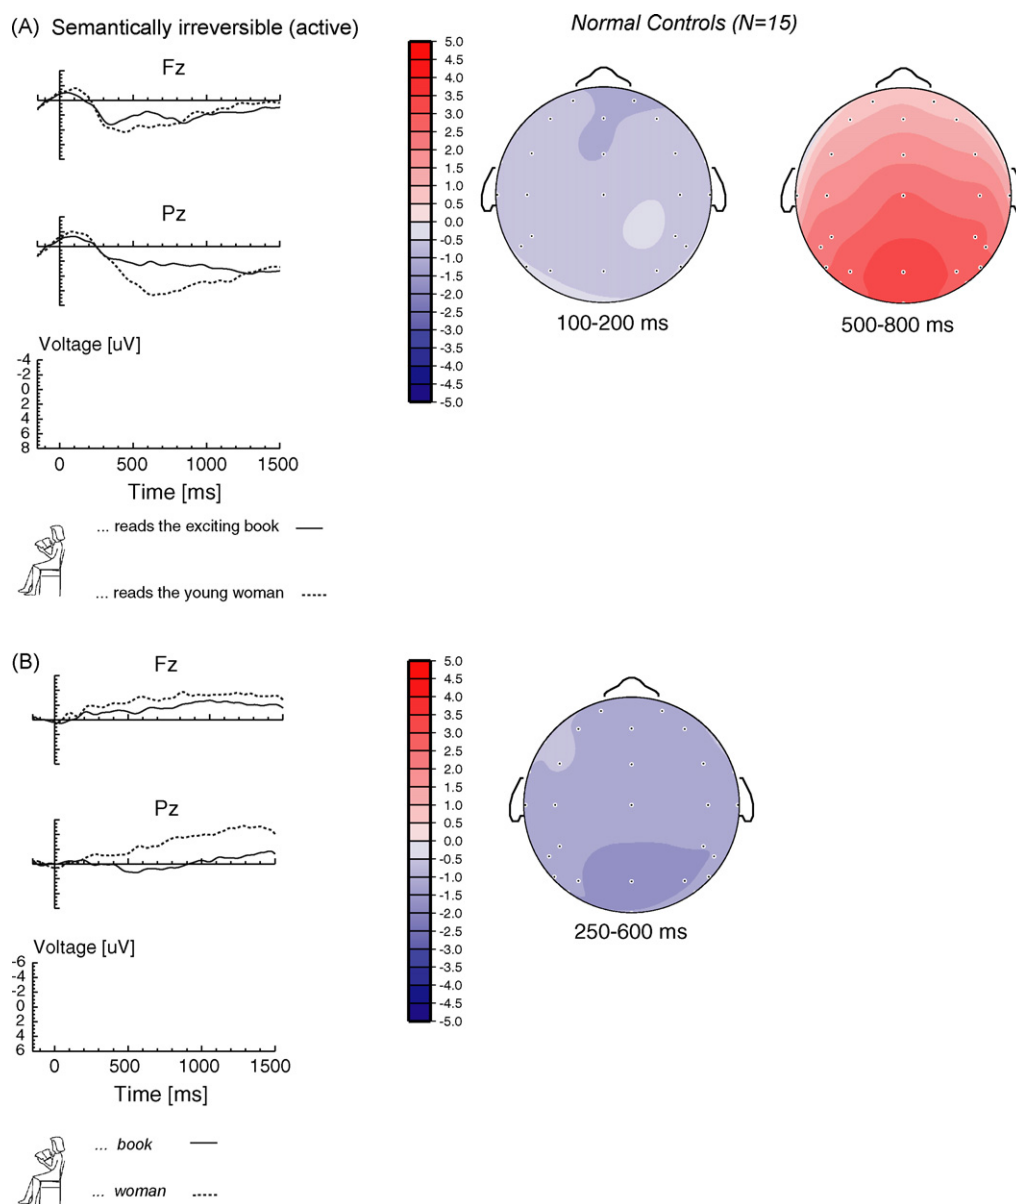 (A) Semantically irreversible (active)
Normal Controls (N=15)
Fz
Pz
Voltage [uV]
-4
-2
0
2
4
6
8
0 500 1000 1500
Time [ms]
... reads the exciting book
... reads the young woman
5.0
4.5
4.0
3.5
3.0
2.5
2.0
1.5
1.0
0.5
0.0
-0.5
-1.0
-1.5
-2.0
-2.5
-3.0
-3.5
-4.0
-4.5
-5.0
100-200 ms
500-800 ms
(B)
Fz
Pz
Voltage [uV]
-6
-4
-2
0
2
4
6
0 500 1000 1500
Time [ms]
... book
... woman
5.0
4.5
4.0
3.5
3.0
2.5
2.0
1.5
1.0
0.5
0.0
-0.5
-1.0
-1.5
-2.0
-2.5
-3.0
-3.5
-4.0
-4.5
-5.0
250-600 ms